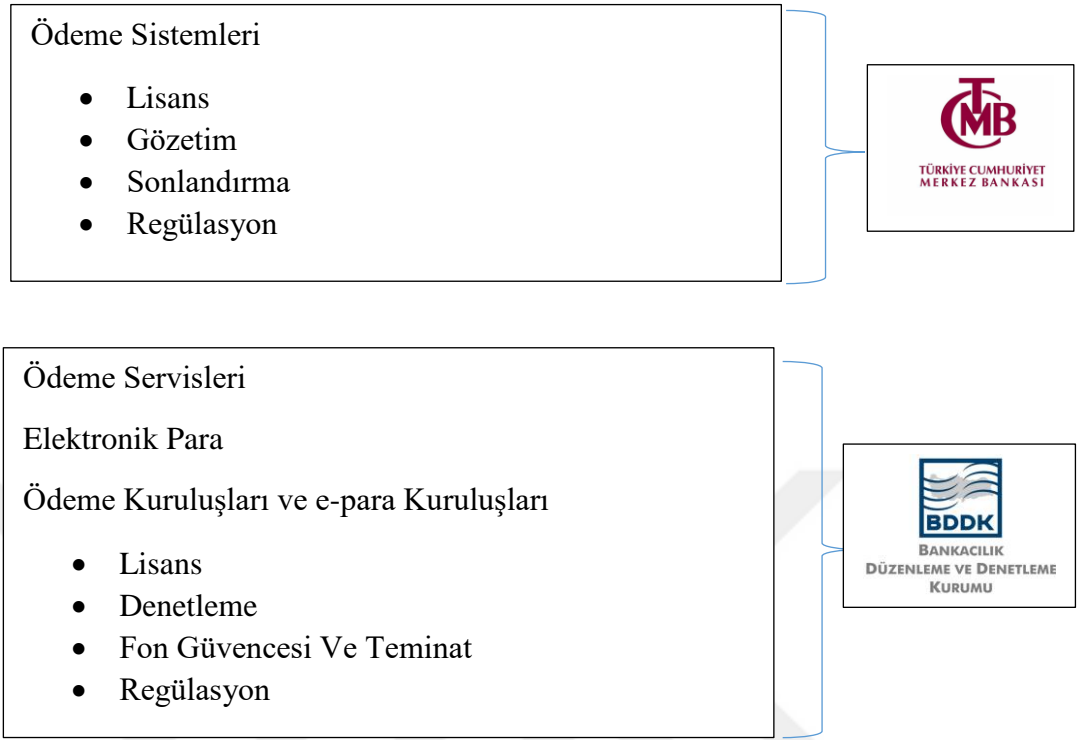 Ödeme Sistemleri
• Lisans
• Gözetim
• Sonlandırma
• Regülasyon
TCMB
TÜRKİYE CUMHURİYET
MERKEZ BANKASI
Ödeme Servisleri
Elektronik Para
Ödeme Kuruluşları ve e-para Kuruluşları
• Lisans
• Denetleme
• Fon Güvencesi Ve Teminat
• Regülasyon
BDDK
BANKACILIK
DÜZENLEME VE DENETLEME
KURUMU